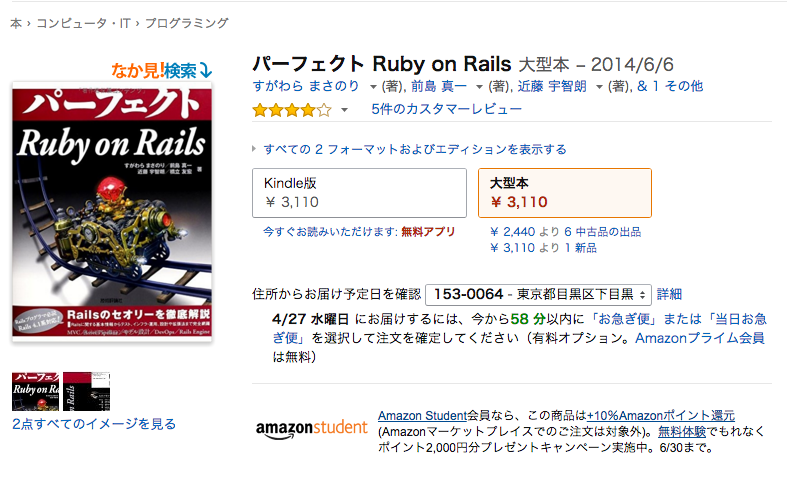 本 › コンピュータ・IT › プログラミング
なか見!検索
パーフェクト Ruby on Rails 大型本 – 2014/6/6
すがわら まさのり (著), 前島 真一 (著), 近藤 宇智朗 (著), & 1 その他
5件のカスタマーレビュー
パーフェクト
Ruby on Rails
すがわら まさのり/前島 真一
近藤 宇智朗/橋立 友宏 著
技術評論社
Railsのセオリーを徹底解説
すべての 2 フォーマットおよびエディションを表示する
Kindle版
¥ 3,110
大型本
¥ 3,110
今すぐお読みいただけます: 無料アプリ
¥ 2,440 より 6 中古品の出品
¥ 3,110 より 1 新品
住所からお届け予定日を確認 153-0064 - 東京都目黒区下目黒 詳細
4/27 水曜日 にお届けするには、今から58 分以内に「お急ぎ便」または「当日お急
ぎ便」を選択して注文を確定してください(有料オプション。Amazonプライム会員
は無料)
2点すべてのイメージを見る
amazonstudent
Amazon Student会員なら、この商品は+10%Amazonポイント還元
(Amazonマーケットプレイスでのご注文は対象外)。無料体験でもれなく
ポイント2,000円分プレゼントキャンペーン実施中。6/30まで。